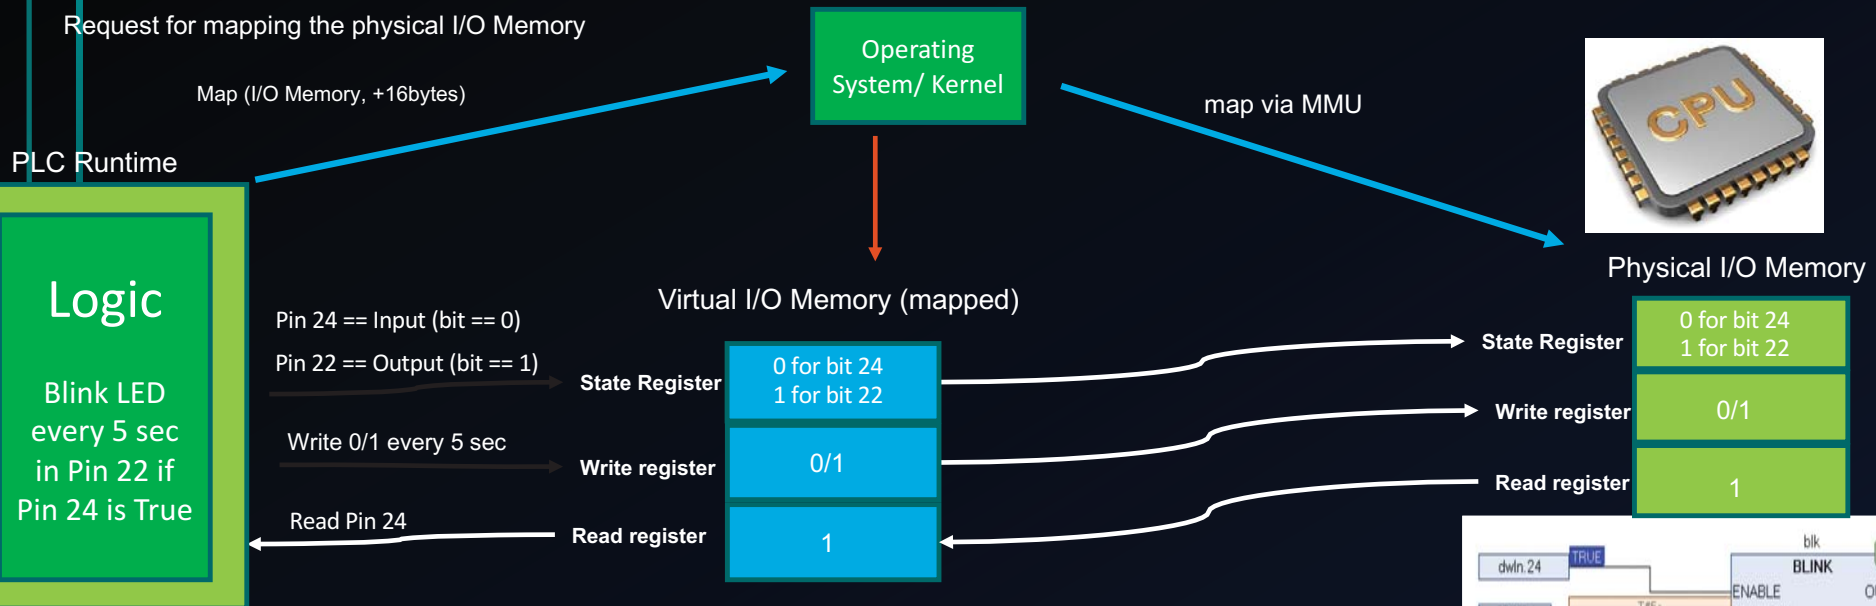 Request for mapping the physical I/O Memory
Map (I/O Memory, +16bytes)
Operating
System/ Kernel
map via MMU
CPU
PLC Runtime
Logic
Blink LED
every 5 sec
in Pin 22 if
Pin 24 is True
Pin 24 == Input (bit == 0)
Pin 22 == Output (bit == 1)
Write 0/1 every 5 sec
Read Pin 24
Virtual I/O Memory (mapped)
State Register
0 for bit 24
1 for bit 22
Write register
0/1
Read register
1
Physical I/O Memory
State Register
0 for bit 24
1 for bit 22
Write register
0/1
Read register
1
dwIn.24
TRUE
blk
BLINK
ENABLE